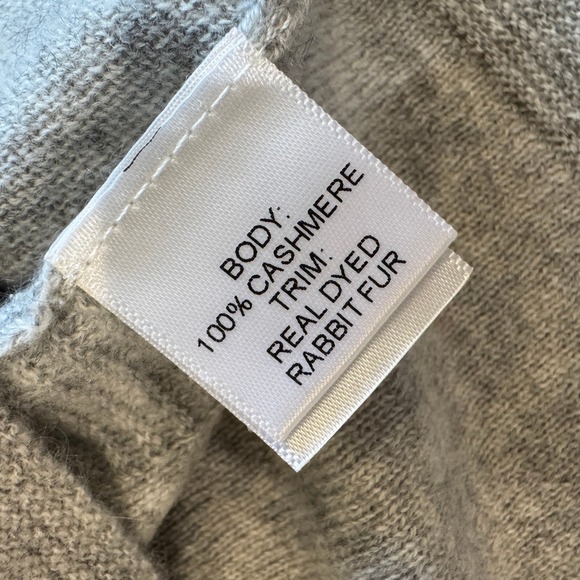 BODY:
100% CASHMERE
TRIM:
REAL DYED
RABBIT FUR